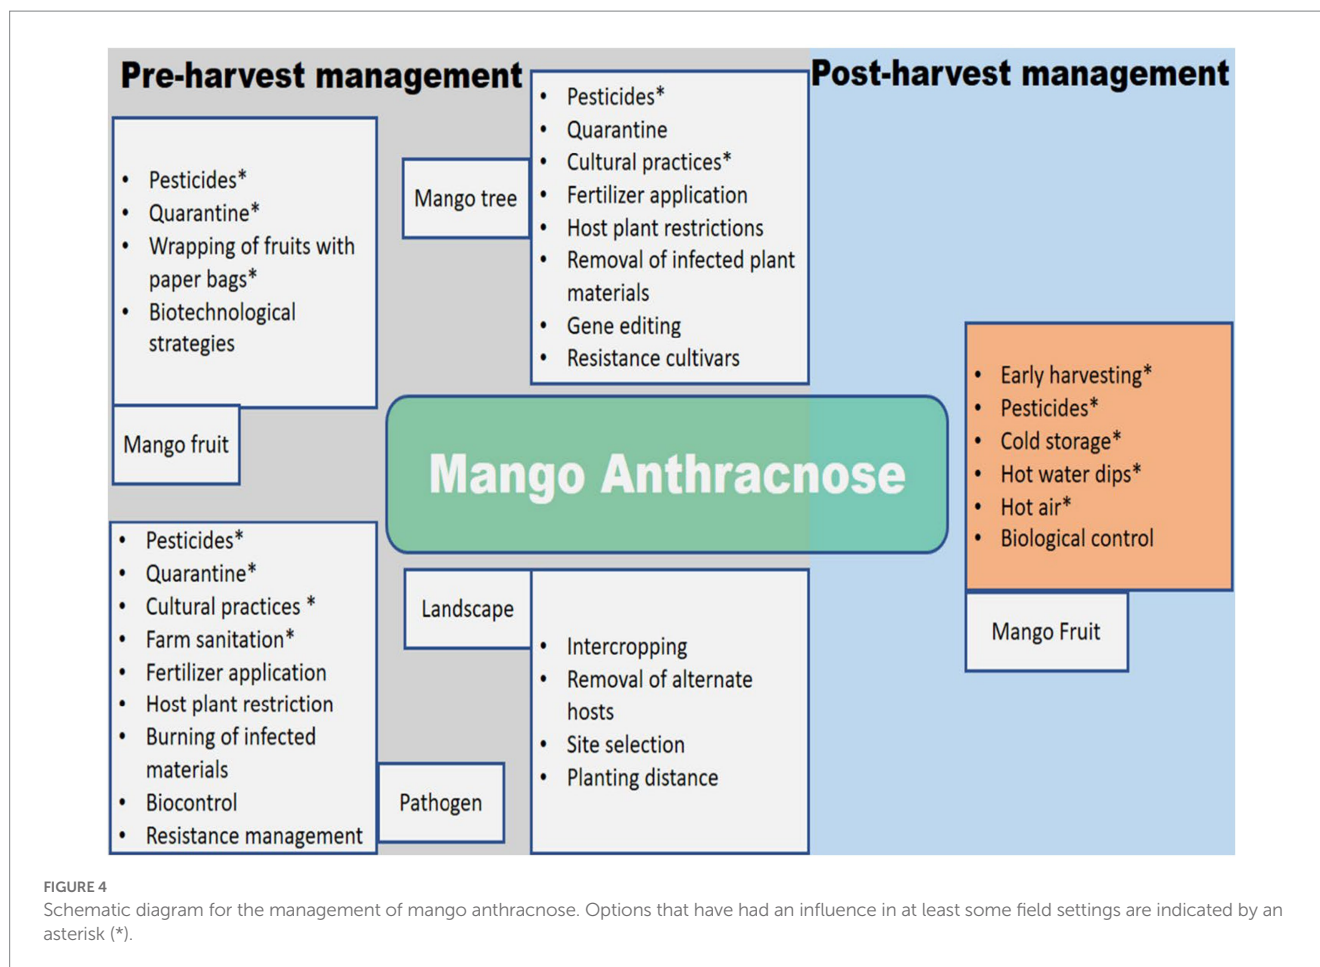 Pre-harvest management
Post-harvest management
• Pesticides*
• Quarantine*
• Wrapping of fruits with
paper bags*
• Biotechnological
strategies
Mango fruit
Mango tree
• Pesticides*
• Quarantine
• Cultural practices*
• Fertilizer application
• Host plant restrictions
• Removal of infected plant
materials
• Gene editing
• Resistance cultivars
Mango Anthracnose
• Early harvesting*
• Pesticides*
• Cold storage*
• Hot water dips*
• Hot air*
• Biological control
Mango Fruit
• Pesticides*
• Quarantine*
• Cultural practices *
• Farm sanitation*
• Fertilizer application
• Host plant restriction
• Burning of infected
materials
• Biocontrol
• Resistance management
Pathogen
Landscape
• Intercropping
• Removal of alternate
hosts
• Site selection
• Planting distance
FIGURE 4
Schematic diagram for the management of mango anthracnose. Options that have had an influence in at least some field settings are indicated by an
asterisk (*).